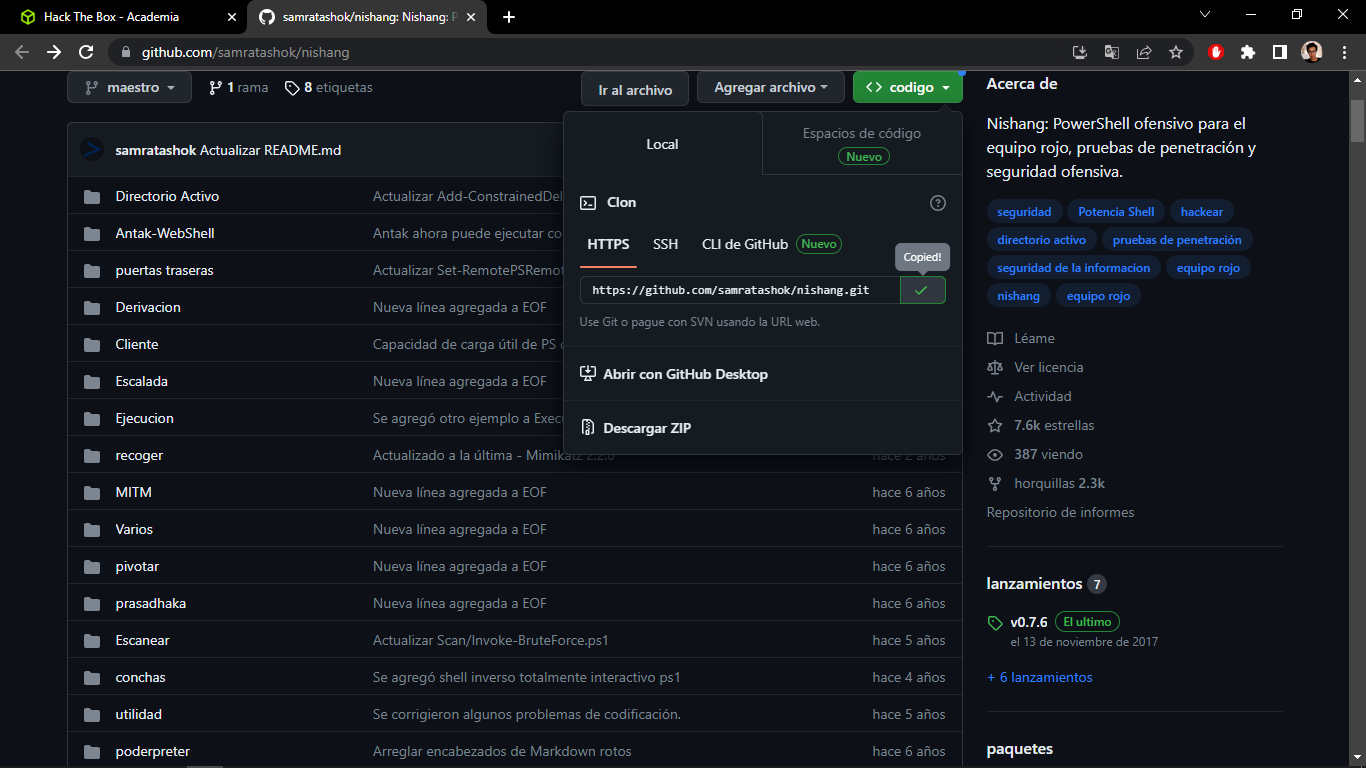 Hack The Box - Academia
samratashok/nishang: Nishang: P
github.com/samratashok/nishang
maestro
1 rama
8 etiquetas
Ir al archivo
Agregar archivo
codigo
samratashok Actualizar README.md
Directorio Activo Actualizar Add-ConstrainedDel
Antak-WebShell Antak ahora puede ejecutar co
puertas traseras Actualizar Set-RemotePSRemot
Derivacion Nueva línea agregada a EOF
Cliente Capacidad de carga útil de PS
Escalada Nueva línea agregada a EOF
Ejecucion Se agregó otro ejemplo a Execu
recoger Actualizado a la última - Mimikatz 2.2.0 hace 2 años
MITM Nueva línea agregada a EOF hace 6 años
Varios Nueva línea agregada a EOF hace 6 años
pivotar Nueva línea agregada a EOF hace 6 años
prasadhaka Nueva línea agregada a EOF hace 6 años
Escanear Actualizar Scan/Invoke-BruteForce.ps1 hace 5 años
conchas Se agregó shell inverso totalmente interactivo ps1 hace 4 años
utilidad Se corrigieron algunos problemas de codificación. hace 5 años
poderpreter Arreglar encabezados de Markdown rotos hace 6 años
Local
Espacios de código
Nuevo
Clon
HTTPS SSH CLI de GitHub Nuevo
Copied!
https://github.com/samratashok/nishang.git
Use Git o pague con SVN usando la URL web.
Abrir con GitHub Desktop
Descargar ZIP
Acerca de
Nishang: PowerShell ofensivo para el
equipo rojo, pruebas de penetración y
seguridad ofensiva.
seguridad Potencia Shell hackear
directorio activo pruebas de penetración
seguridad de la informacion equipo rojo
nishang equipo rojo
Léame
Ver licencia
Actividad
7.6k estrellas
387 viendo
horquillas 2.3k
Repositorio de informes
lanzamientos 7
v0.7.6 El ultimo
el 13 de noviembre de 2017
+ 6 lanzamientos
paquetes